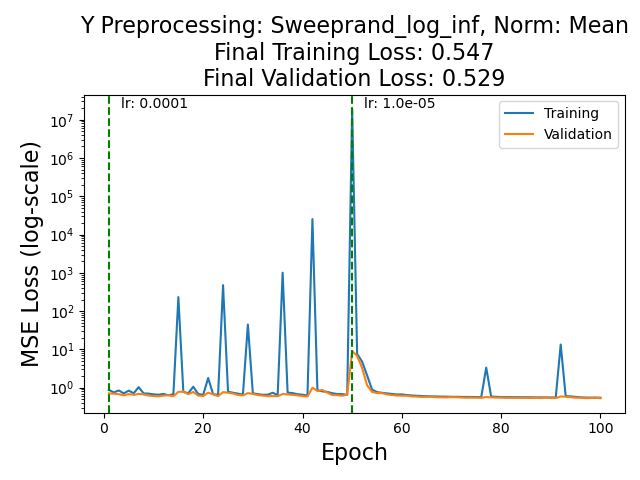 Y Preprocessing: Sweeprand_log_inf, Norm: Mean
Final Training Loss: 0.547
Final Validation Loss: 0.529
lr: 0.0001
lr: 1.0e-05
Training
Validation
MSE Loss (log-scale)
10⁷
10⁶
10⁵
10⁴
10³
10²
10¹
10⁰
0
20
40
60
80
100
Epoch